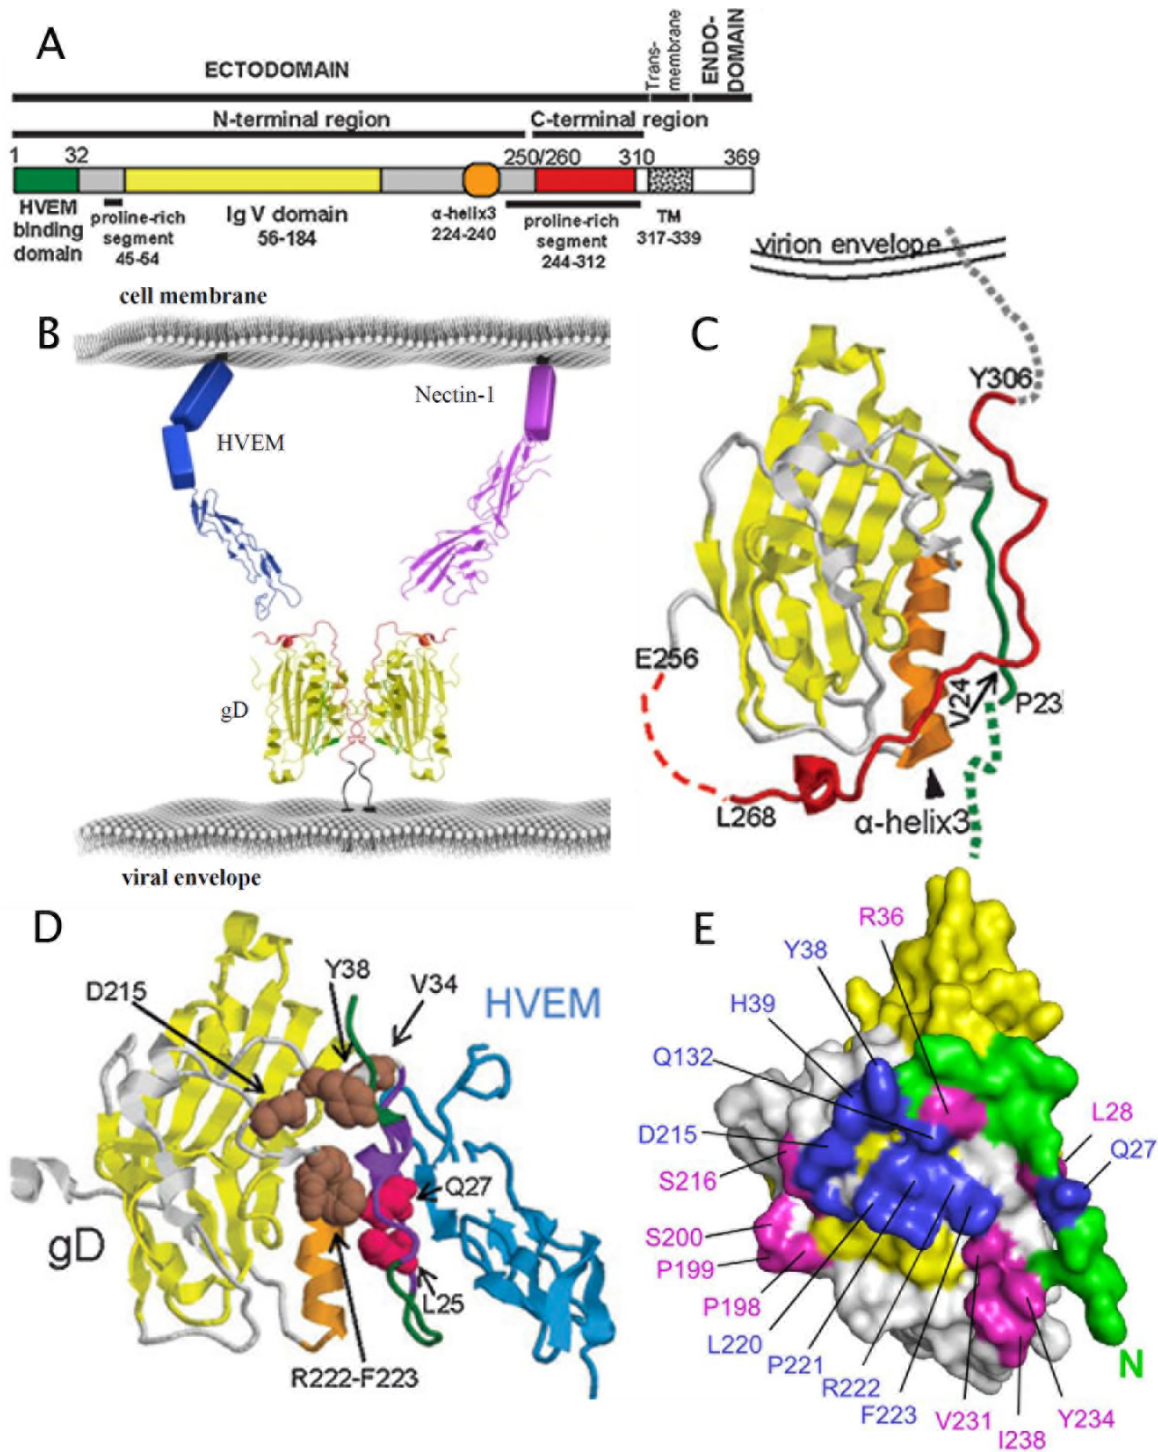 A
ECTODOMAIN
Trans-
membrane
ENDO-
DOMAIN
N-terminal region
C-terminal region
1 32 250/260 310 369
HVEM
binding
domain
proline-rich
segment
45-54
Ig V domain
56-184
α-helix3
224-240
proline-rich
segment
244-312
TM
317-339
virion envelope
cell membrane
B
HVEM
Nectin-1
gD
viral envelope
C
Y306
E256
V24
P23
L268
α-helix3
D
D215
Y38
V34
HVEM
Q27
gD
L25
R222-F223
E
R36
Y38
H39
Q132
L28
D215
Q27
S216
S200
P199
P198
L220
P221
R222
F223
V231
I238
Y234
N